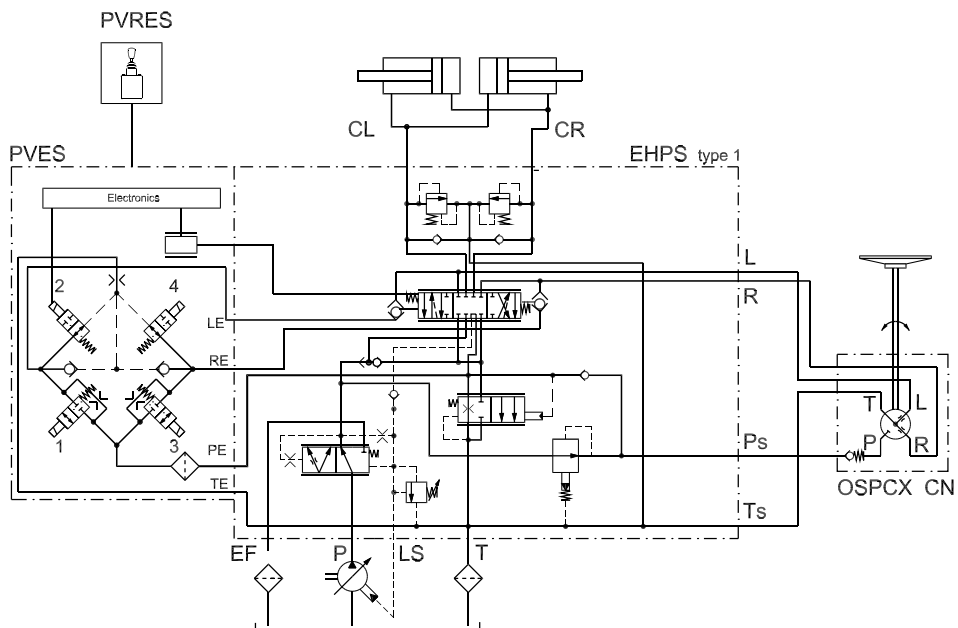 PVRES
CL
CR
PVES
EHPS type 1
Electronics
L
2
4
R
LE
RE
T
L
1
3
PE
Ps
P
R
TE
OSPCX CN
Ts
EF
P
LS
T